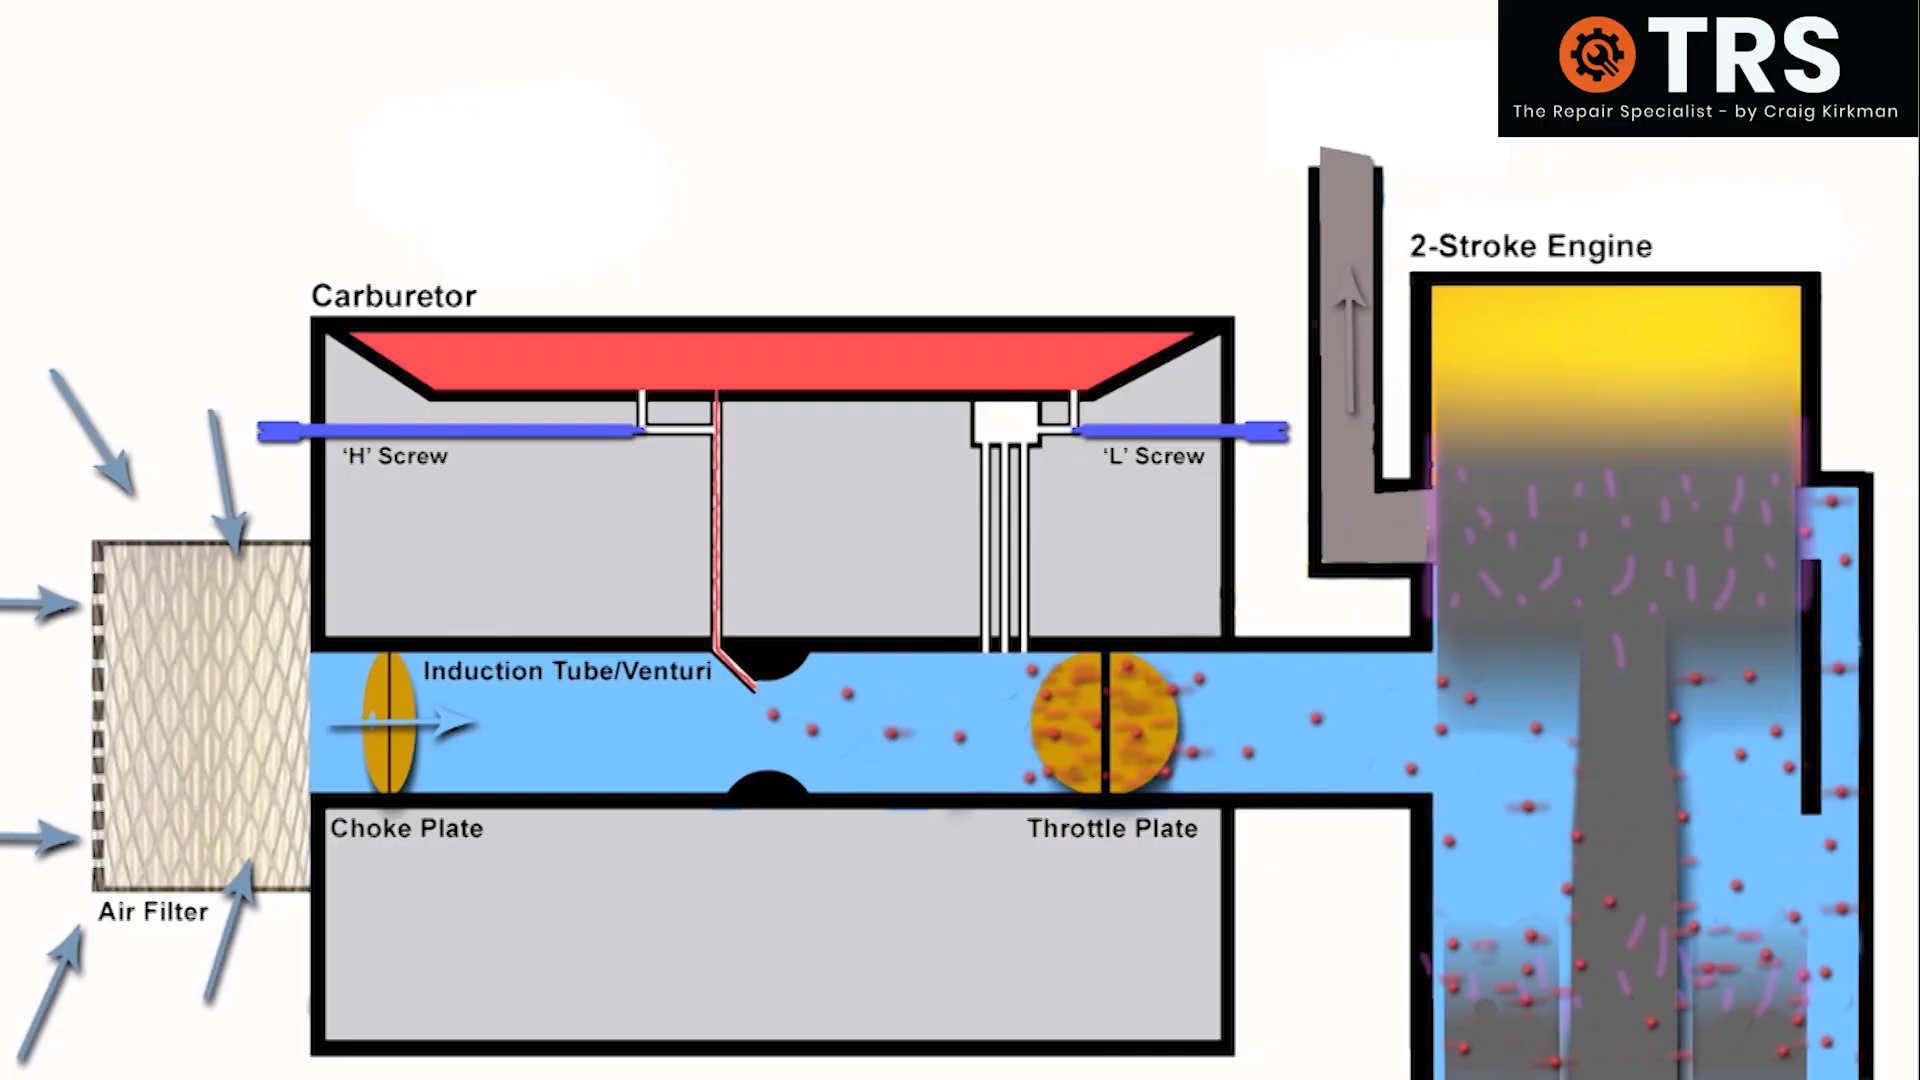 TRS
The Repair Specialist - by Craig Kirkman
2-Stroke Engine
Carburetor
‘H’ Screw
‘L’ Screw
Induction Tube/Venturi
Choke Plate
Throttle Plate
Air Filter